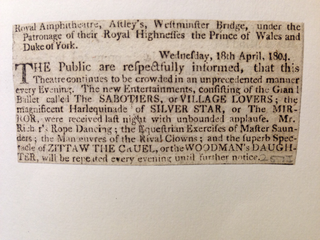 Royal Amphitheatre, Astley's, Westminster Bridge, under the
Patronage of their Royal Highnesses the Prince of Wales and
Duke of York.
Wednesday, 18th April, 1804.
THE Public are respectfully informed, that this
Theatre continues to be crowded in an unprecedented manner
every Evening. The new Entertainments, consisting of the Grand
Ballet called The SABOTIERS, or VILLAGE LOVERS; the
magnificent Harlequinade of SILVER STAR, or The MIR-
ROR, were received last night with unbounded applause. Mr.
Richer's Rope Dancing; the Equestrian Exercises of Master Saun-
ders; the Manœuvres of the Rival Clowns; and the superb Spec-
tacle of ZITTAW THE CRUEL, or the WOODMAN's DAUGH-
TER, will be repeated every evening until further notice.